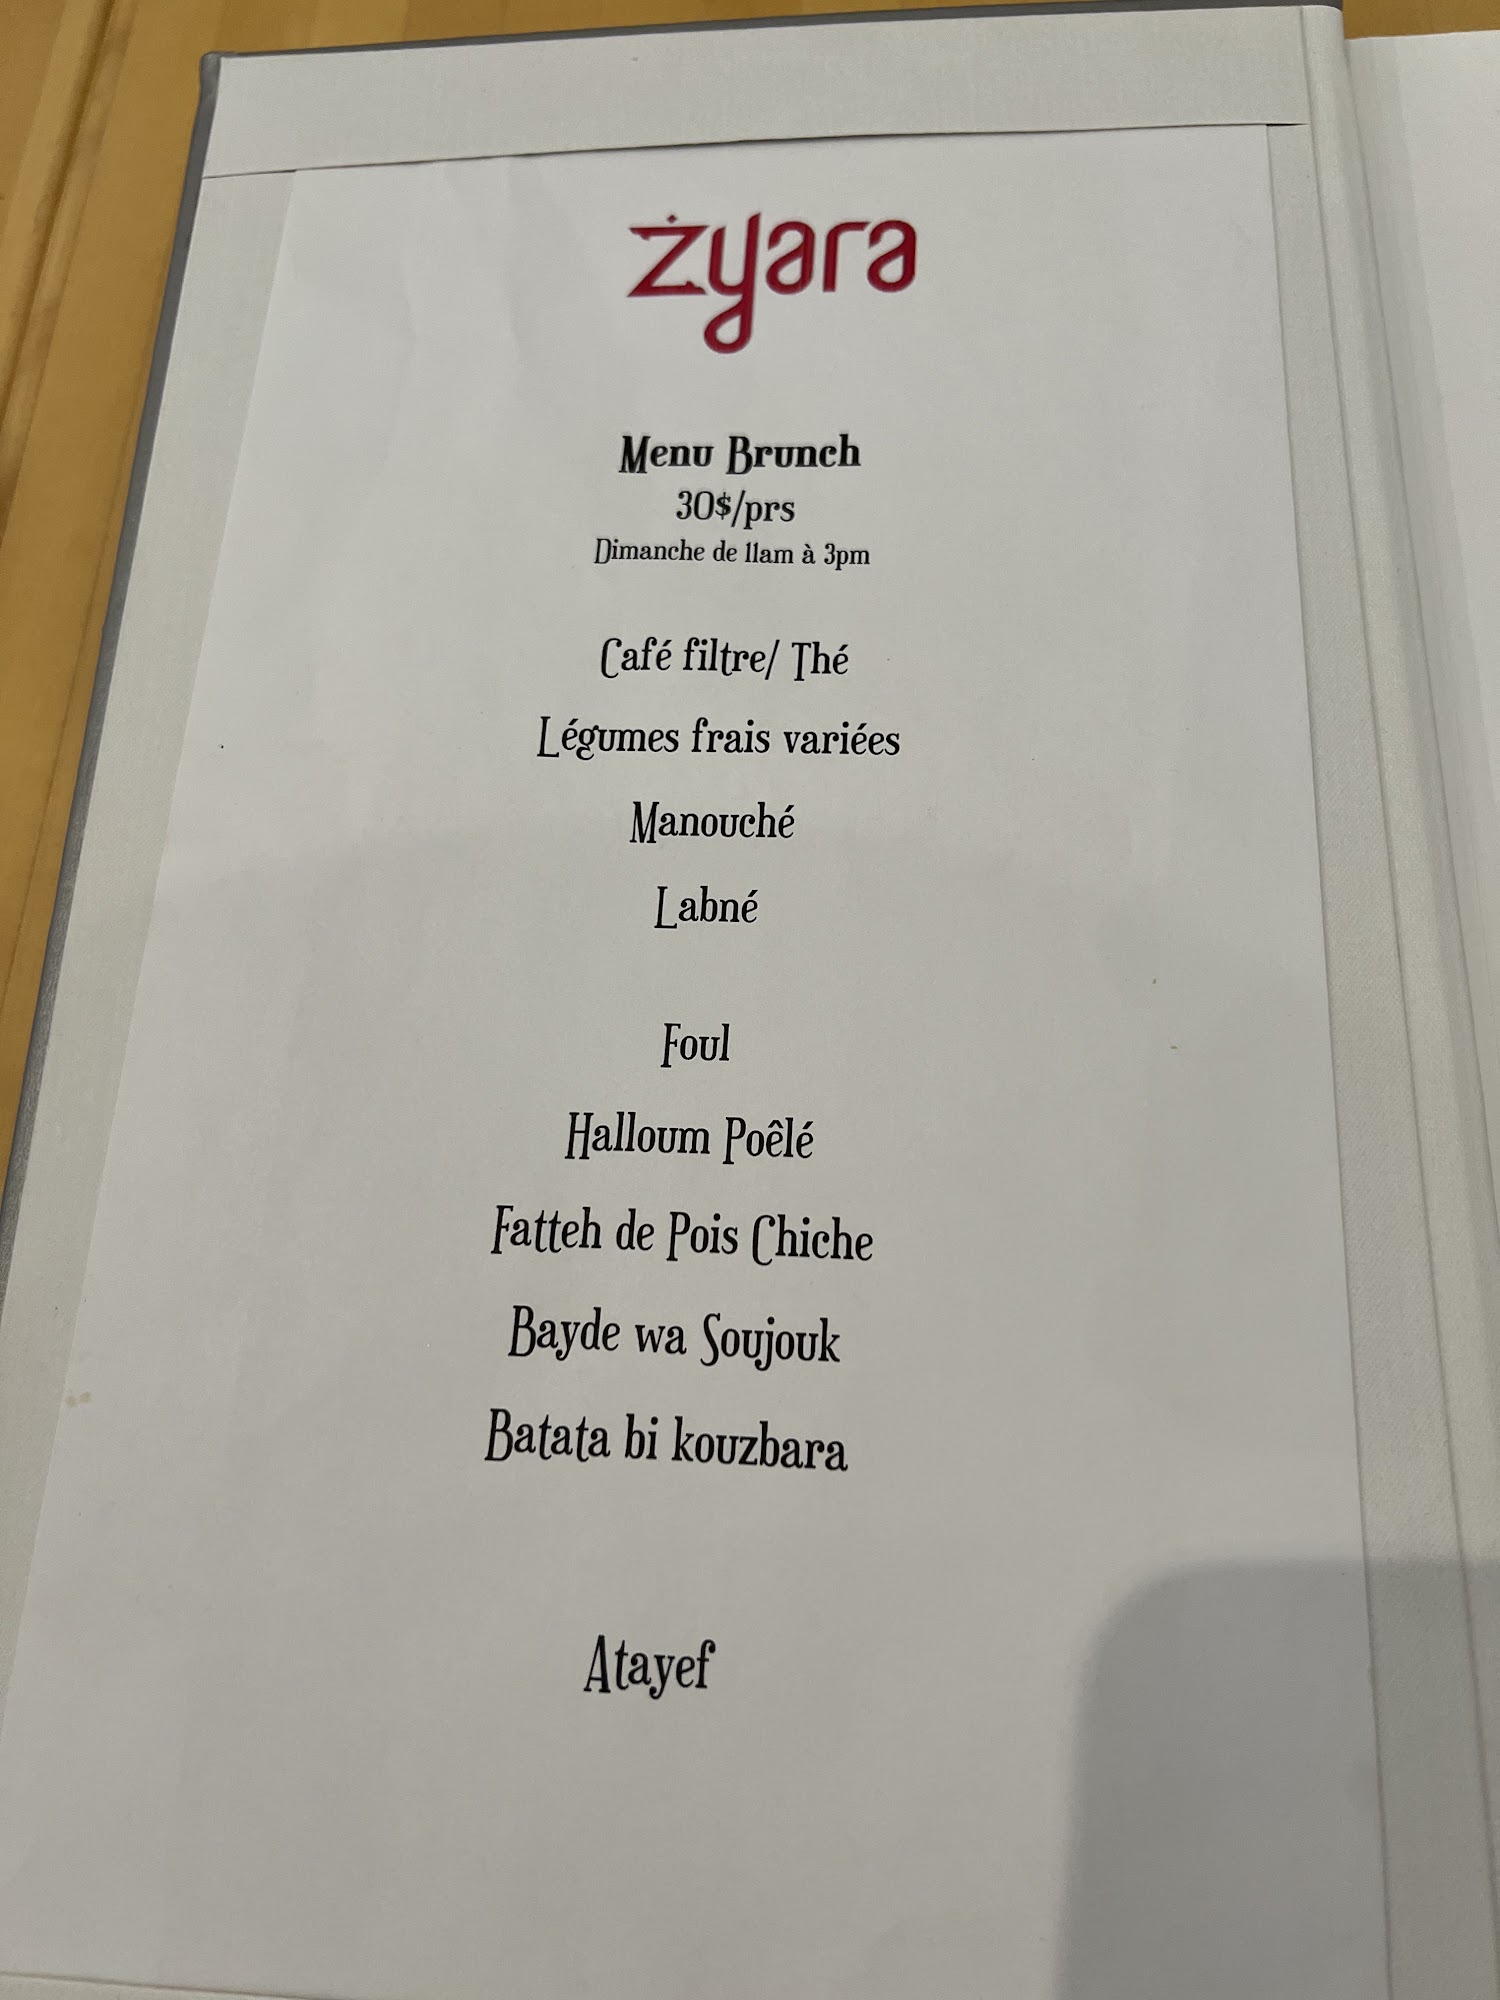 zyara
Menu Brunch
30$/prs
Dimanche de 11am à 3pm
Café filtre/ Thé
Légumes frais variées
Manouché
Labné
Foul
Halloum Poêlé
Fatteh de Pois Chiche
Bayde wa Soujouk
Batata bi kouzbara
Atayef